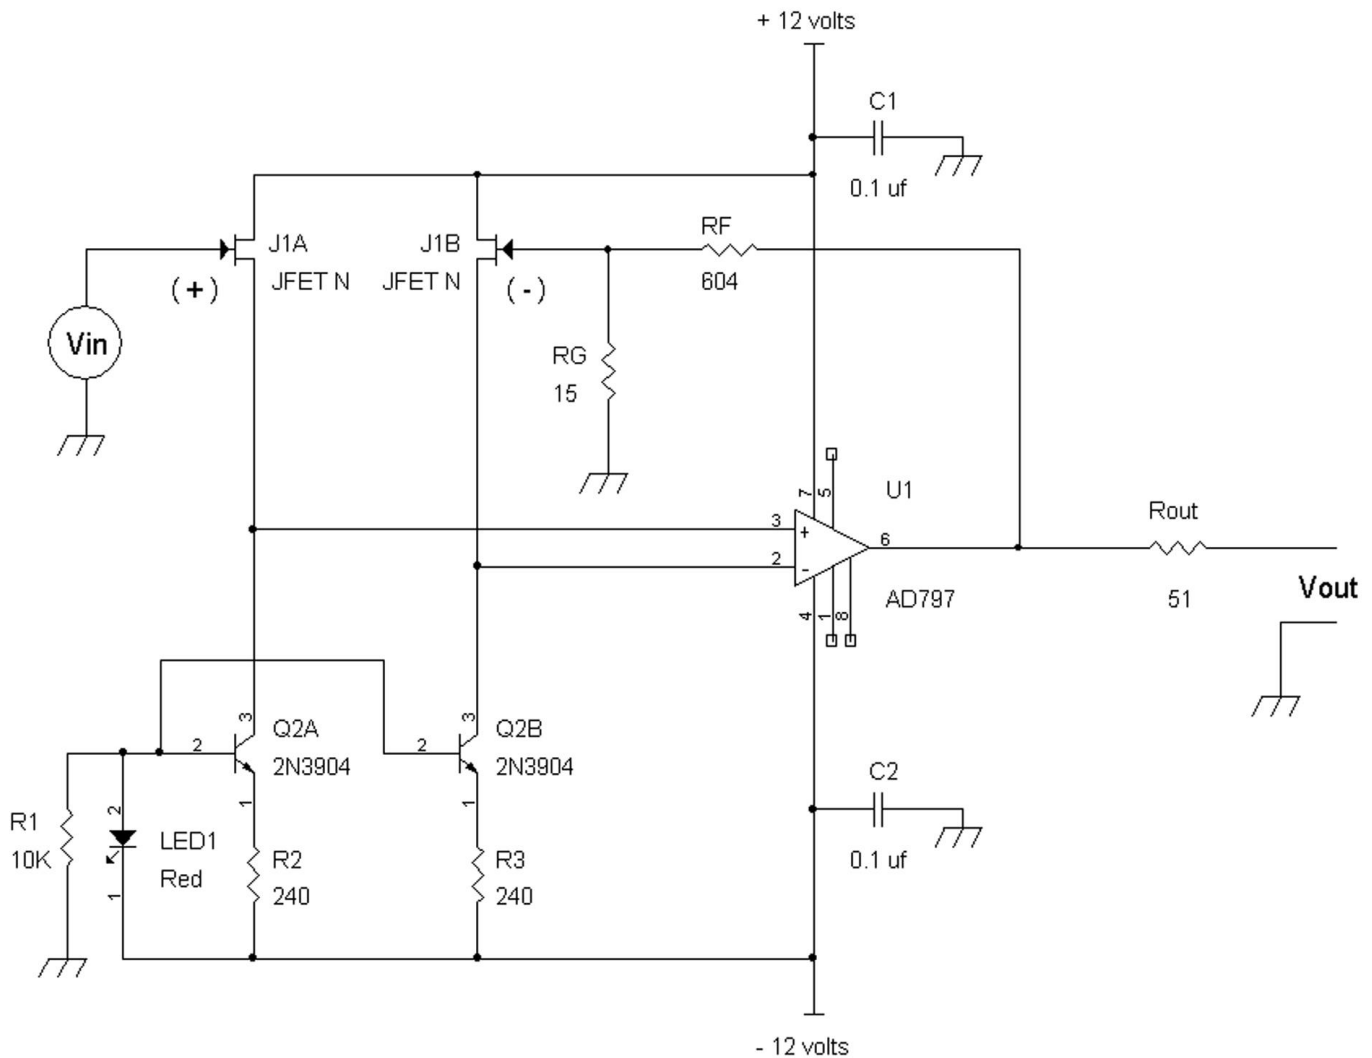 + 12 volts
C1
0.1 uf
RF
604
J1A
JFET N
J1B
JFET N
(+)
(-)
Vin
RG
15
7
5
U1
3
+
2
-
6
AD797
4
1
8
Rout
51
Vout
3
Q2A
2
2N3904
1
3
Q2B
2
2N3904
1
C2
0.1 uf
R1
10K
2
LED1
Red
1
R2
240
R3
240
- 12 volts